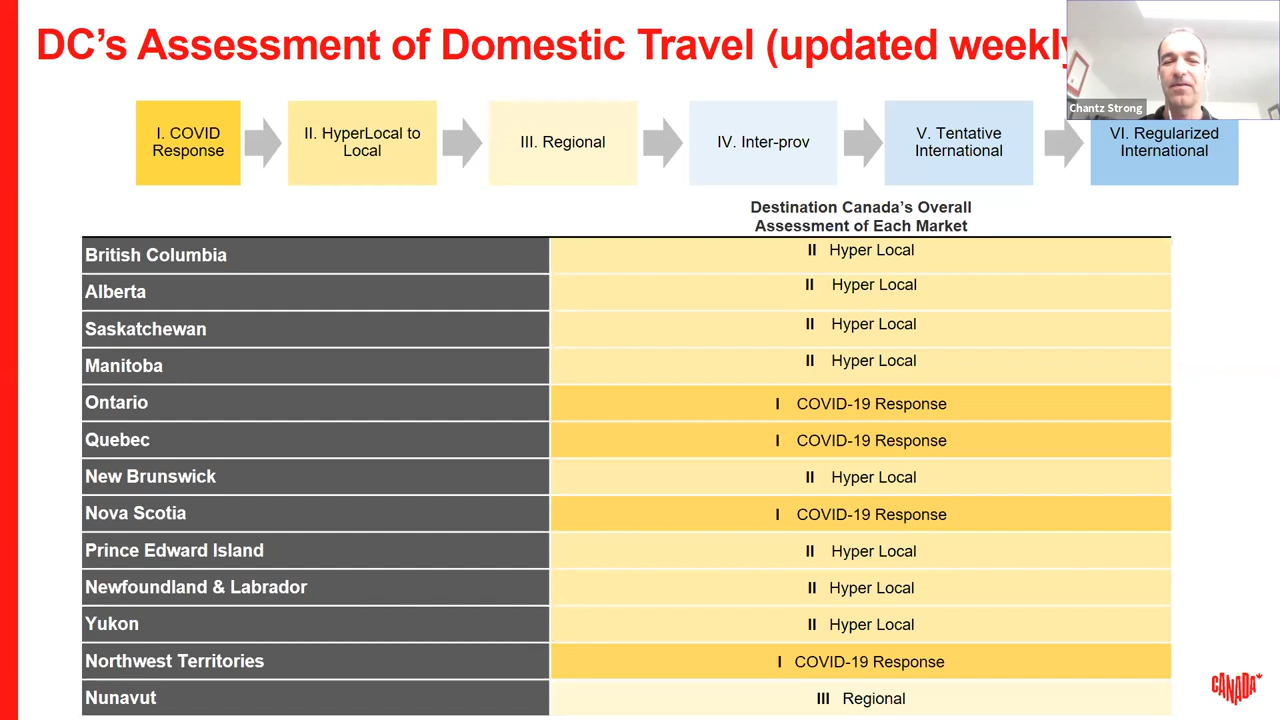 DC's Assessment of Domestic Travel (updated weekly
Chantz Strong
I. COVID
Response
II. HyperLocal to
Local
III. Regional
IV. Inter-prov
V. Tentative
International
VI. Regularized
International
Destination Canada's Overall
Assessment of Each Market
British Columbia II Hyper Local
Alberta II Hyper Local
Saskatchewan II Hyper Local
Manitoba II Hyper Local
Ontario I COVID-19 Response
Quebec I COVID-19 Response
New Brunswick II Hyper Local
Nova Scotia I COVID-19 Response
Prince Edward Island II Hyper Local
Newfoundland & Labrador II Hyper Local
Yukon II Hyper Local
Northwest Territories I COVID-19 Response
Nunavut III Regional
CANADA